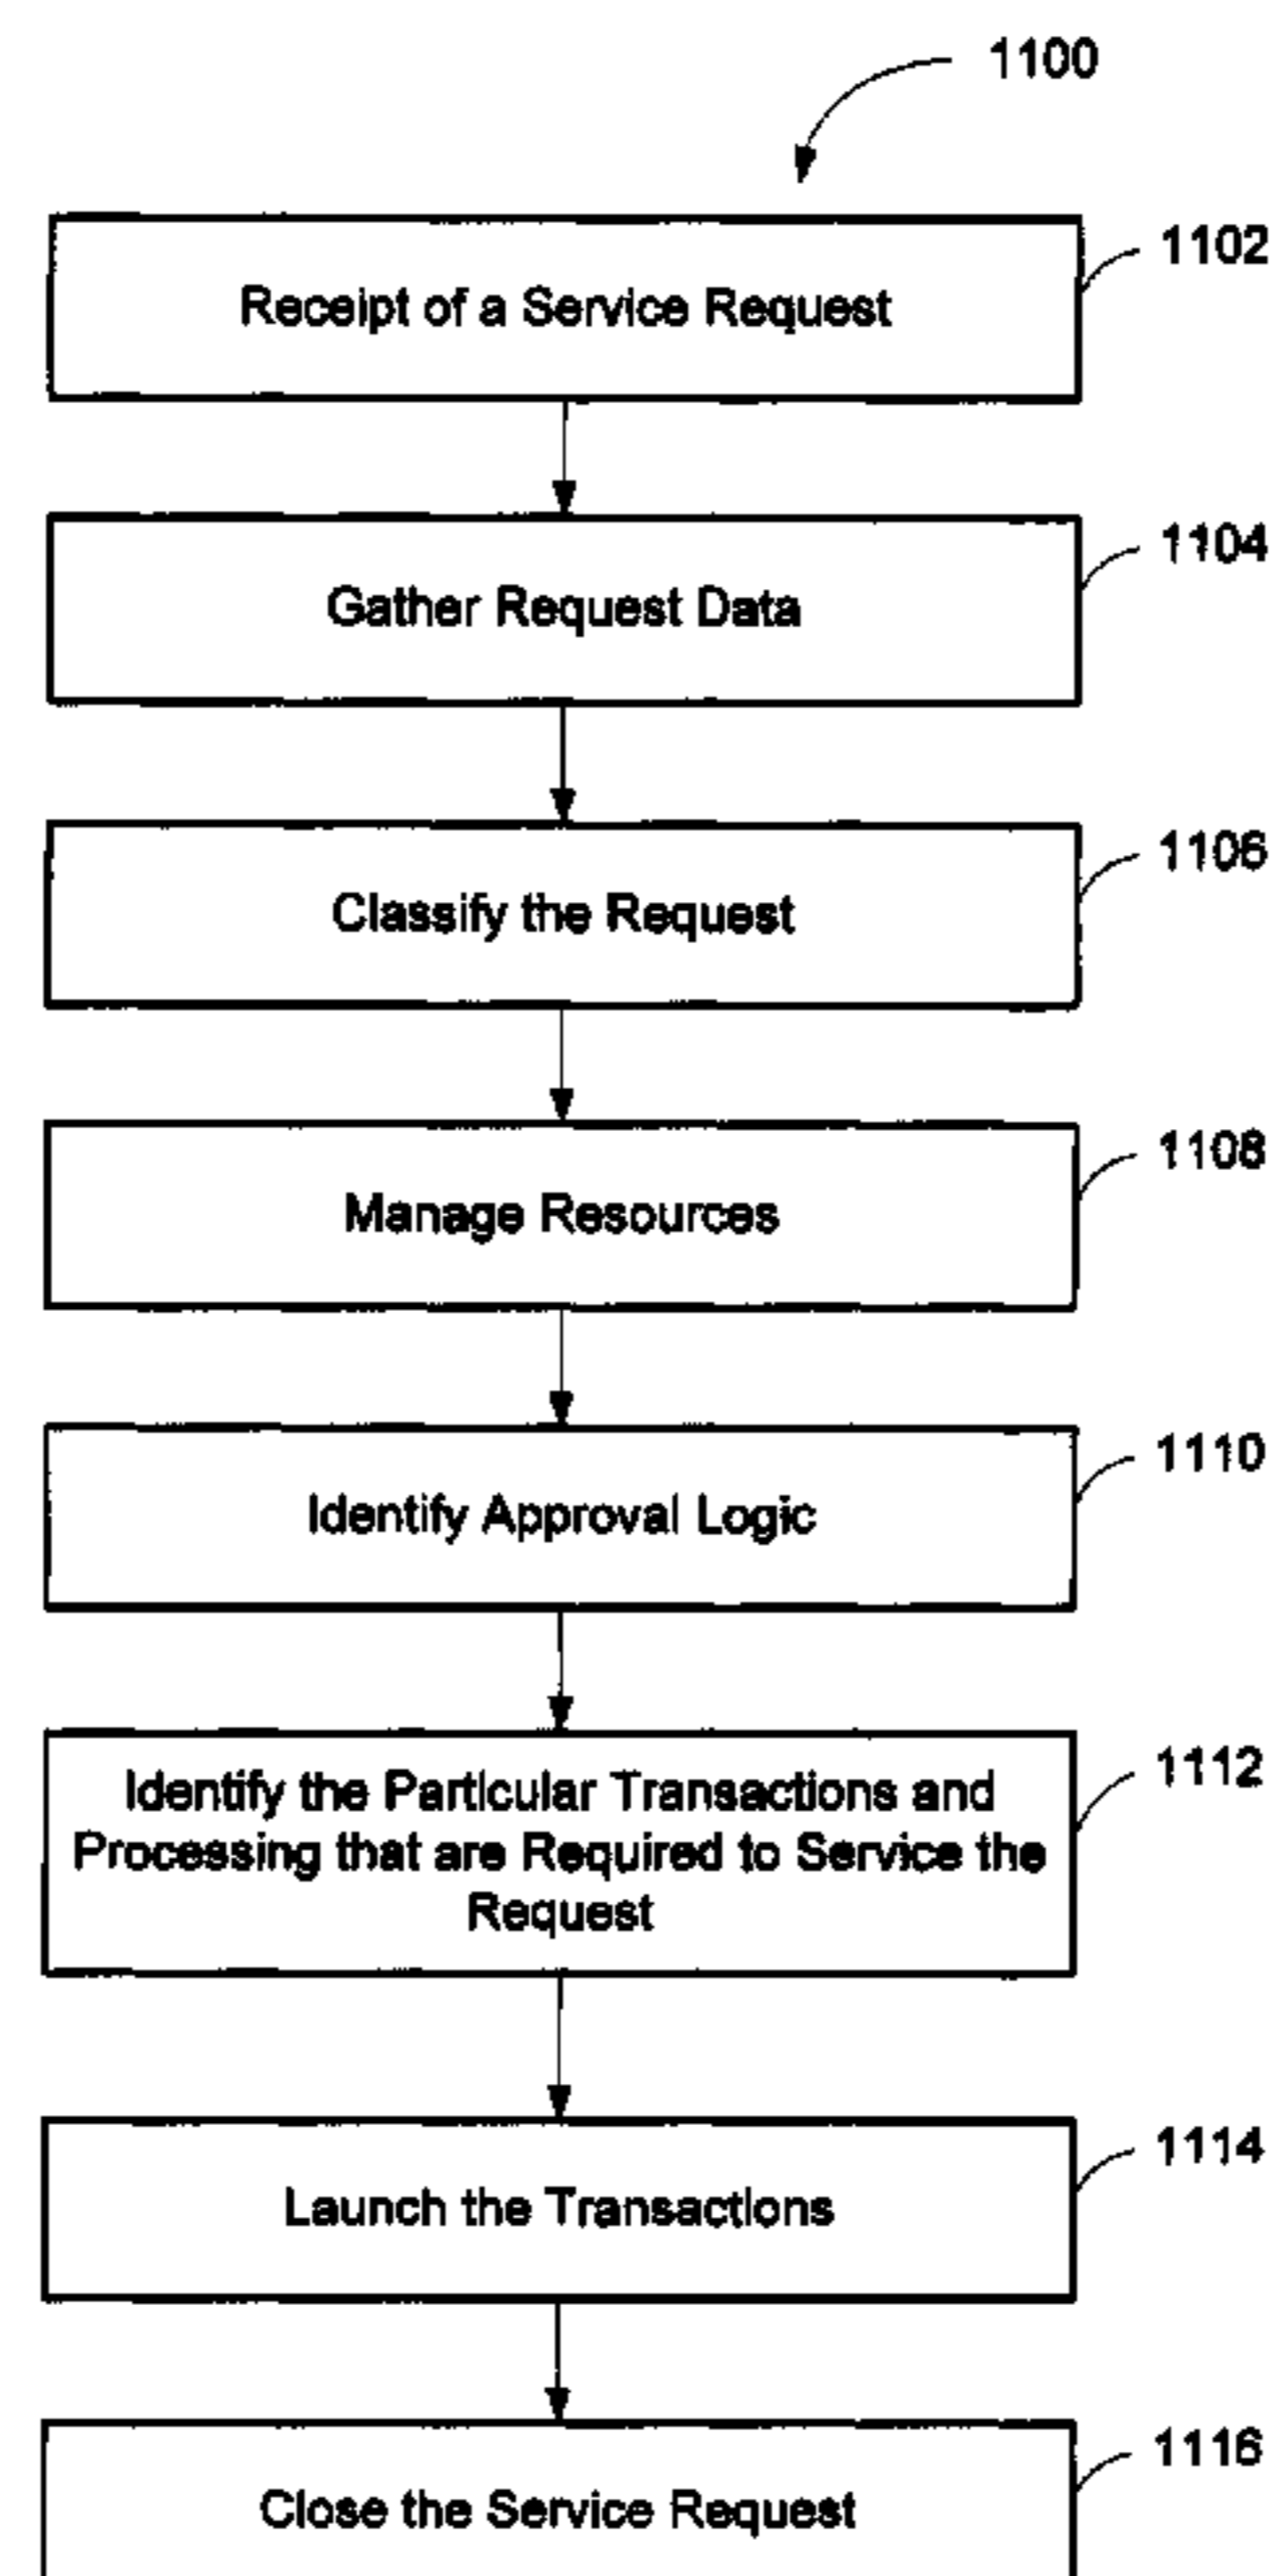 1100
1102
Receipt of a Service Request
1104
Gather Request Data
1106
Classify the Request
1108
Manage Resources
1110
Identify Approval Logic
1112
Identify the Particular Transactions and
Processing that are Required to Service the
Request
1114
Launch the Transactions
1116
Close the Service Request